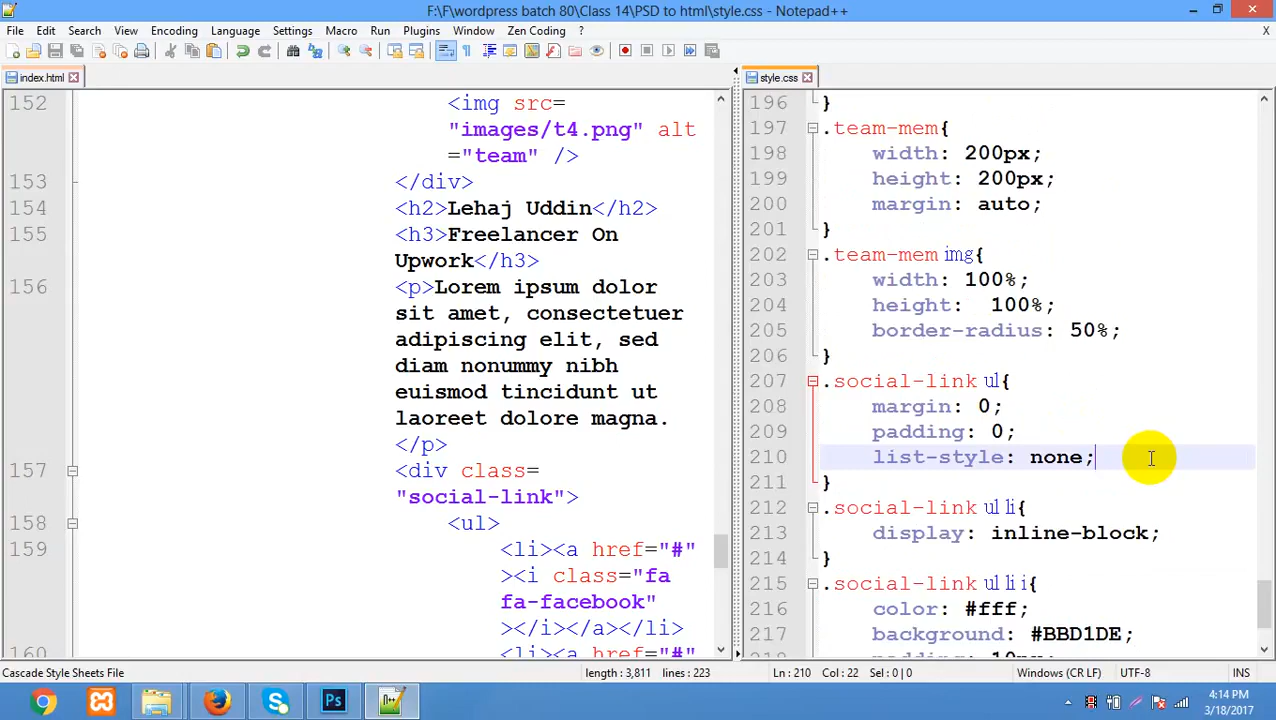 F:\F\wordpress batch 80\Class 14\PSD to html\style.css - Notepad++
File Edit Search View Encoding Language Settings Macro Run Plugins Window Zen Coding ? X
index.html
style.css
152 <img src=
"images/t4.png" alt
="team" />
153 </div>
154 <h2>Lehaj Uddin</h2>
155 <h3>Freelancer On
Upwork</h3>
156 <p>Lorem ipsum dolor
sit amet, consectetuer
adipiscing elit, sed
diam nonummy nibh
euismod tincidunt ut
laoreet dolore magna.
</p>
157 <div class=
"social-link">
158 <ul>
159 <li><a href="#"
><i class="fa
fa-facebook"
></i></a></li>
160 <li><a href="#"
196 }
197 .team-mem{
198 width: 200px;
199 height: 200px;
200 margin: auto;
201 }
202 .team-mem img{
203 width: 100%;
204 height:  100%;
205 border-radius: 50%;
206 }
207 .social-link ul{
208 margin: 0;
209 padding: 0;
210 list-style: none;
211 }
212 .social-link ul li{
213 display: inline-block;
214 }
215 .social-link ul li i{
216 color: #fff;
217 background: #BBD1DE;
218 padding: 10px;
Cascade Style Sheets File length : 3,811 lines : 223 Ln : 210 Col : 22 Sel : 0 | 0 Windows (CR LF) UTF-8 INS
Ps
4:14 PM
3/18/2017